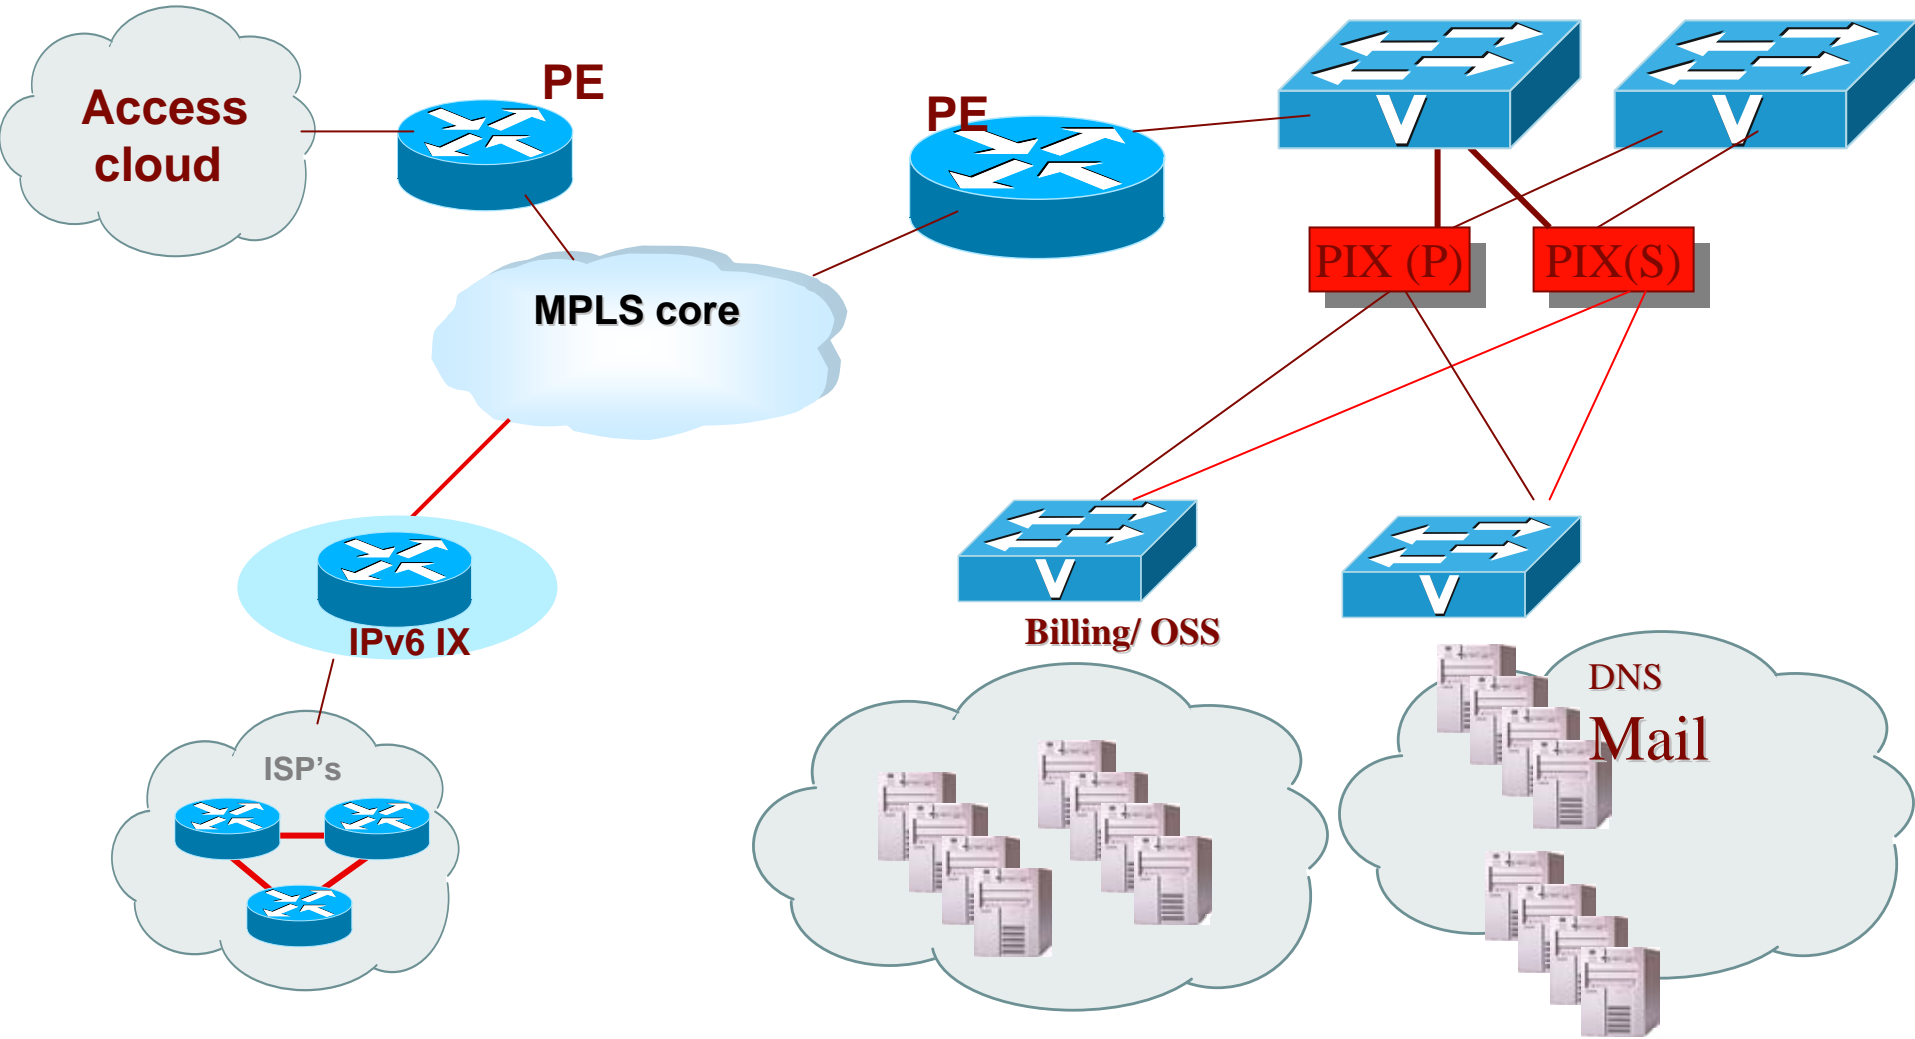 Access
cloud
PE
PE
V
V
PIX (P)
PIX(S)
MPLS core
V
V
IPv6 IX
Billing/ OSS
DNS
Mail
ISP's